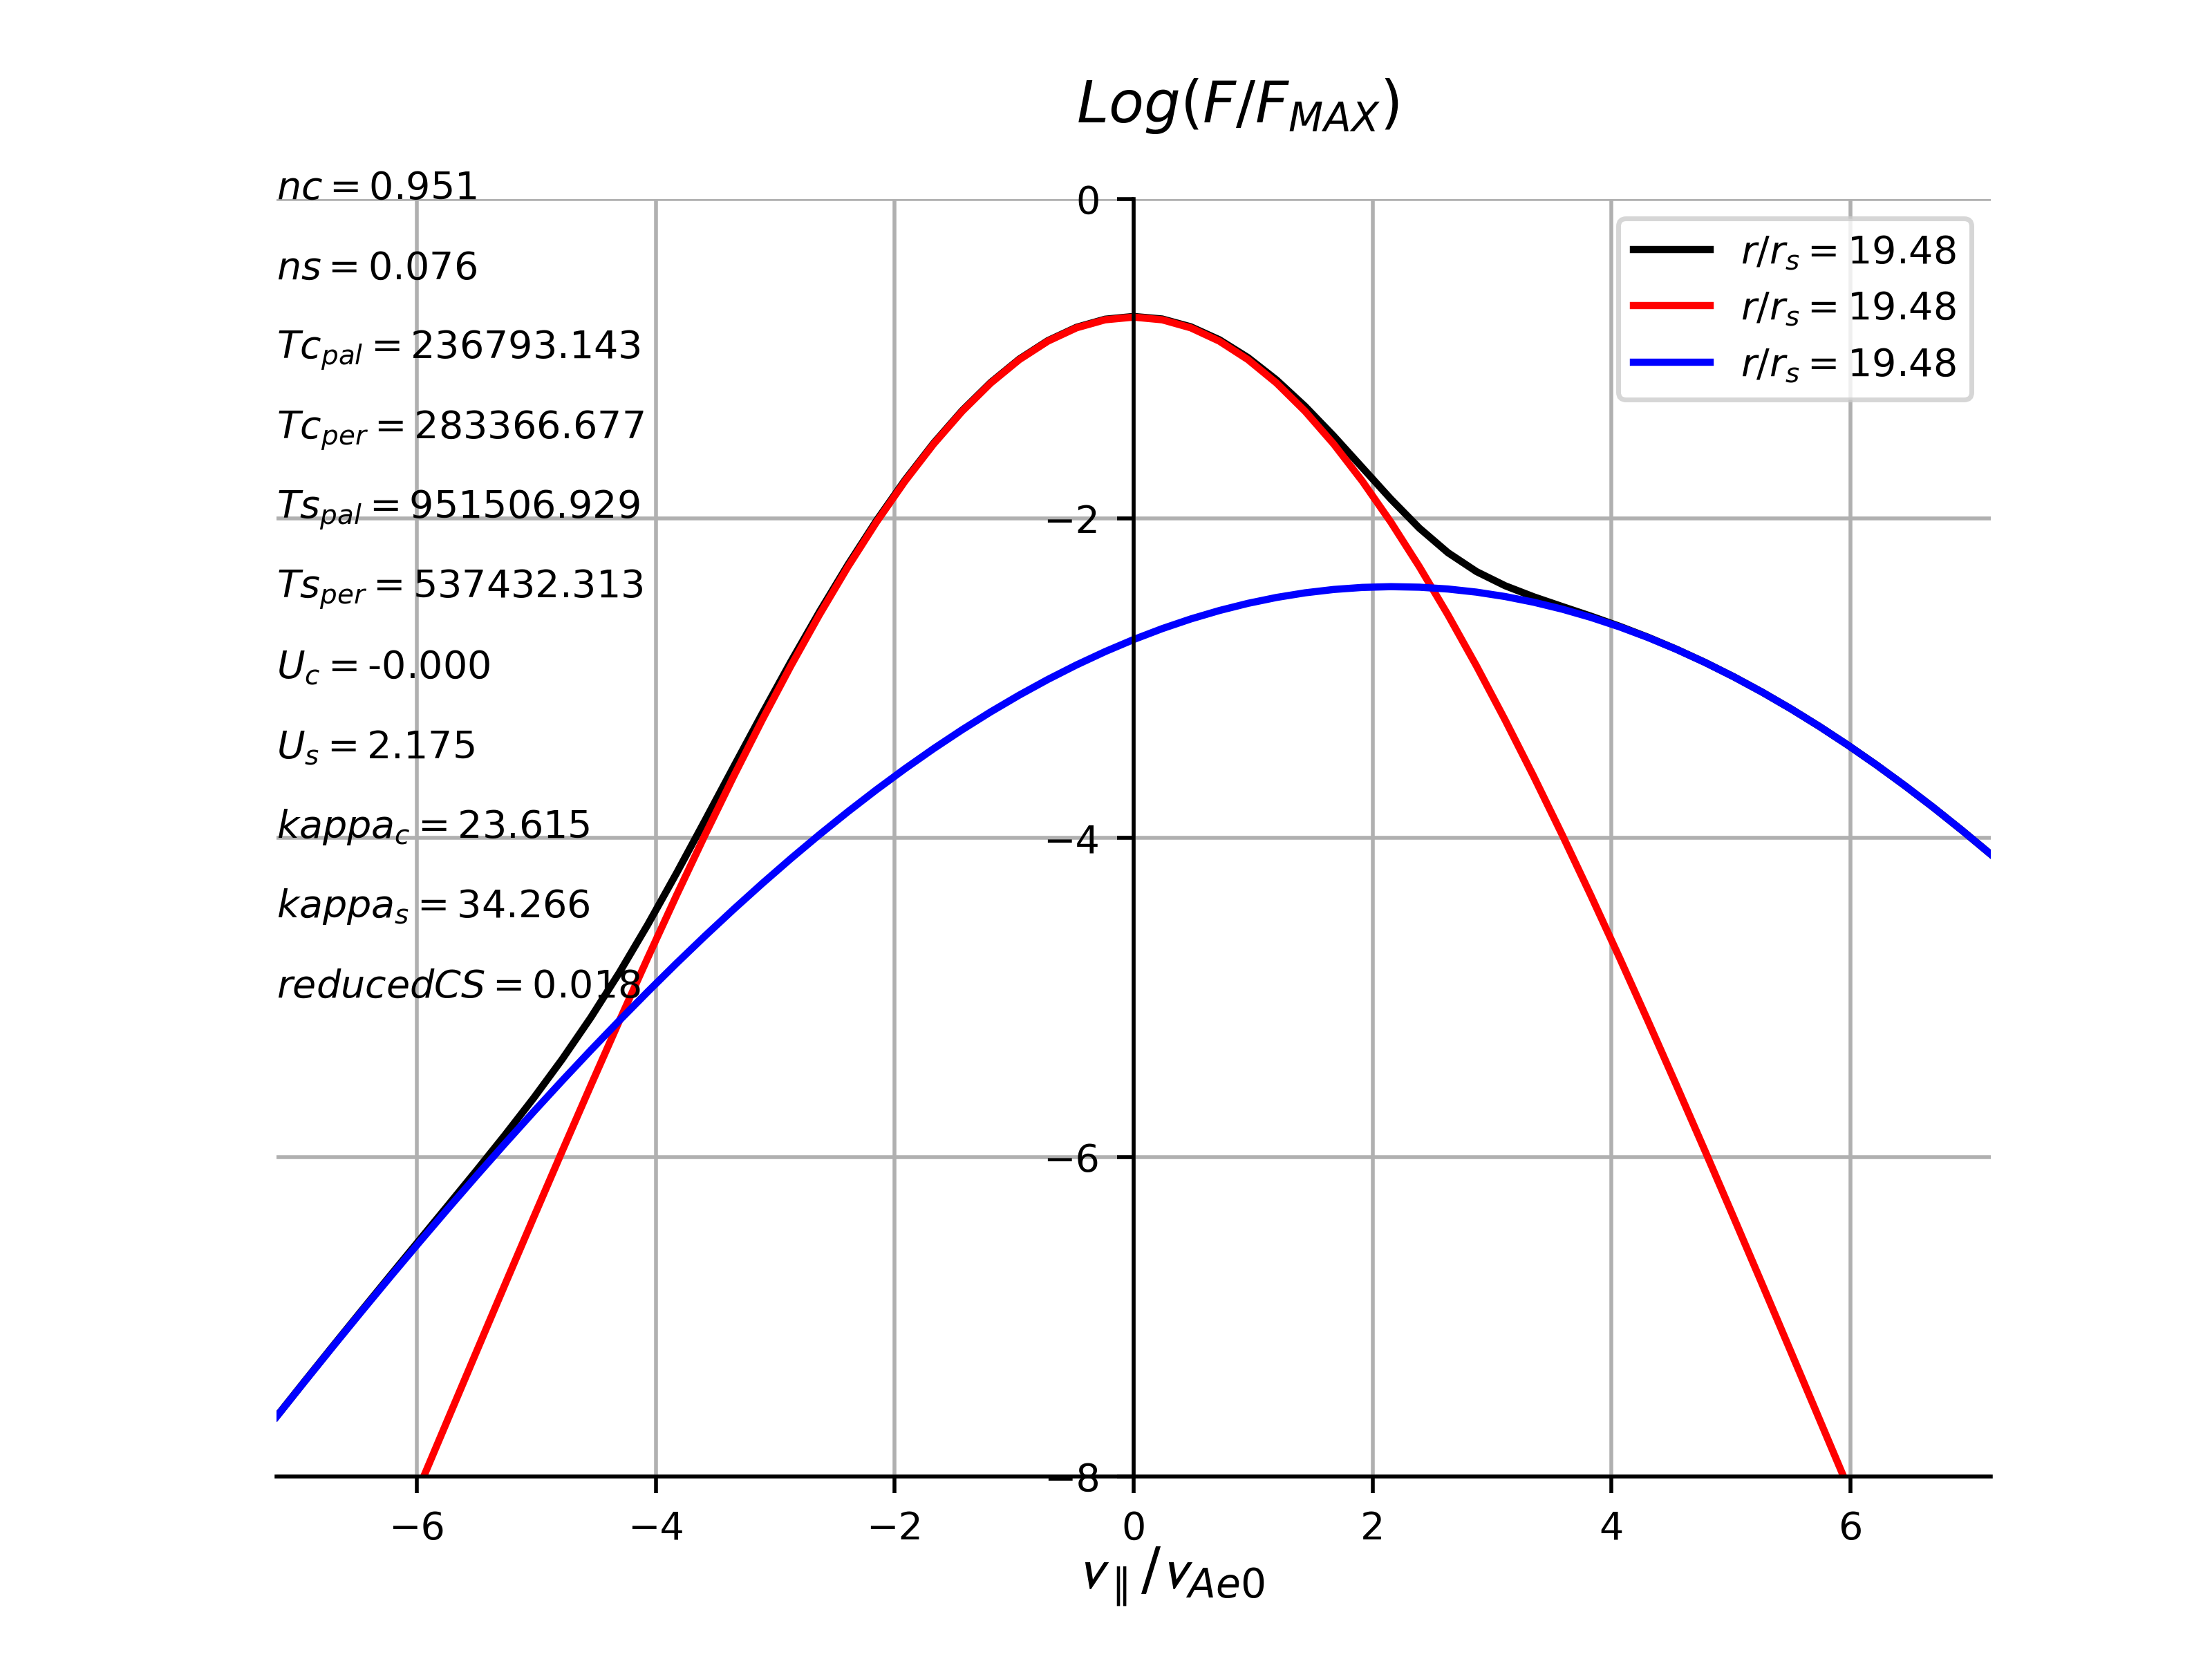 Log(F/F_MAX)
nc = 0.951
ns = 0.076
Tc_pal = 236793.143
Tc_per = 283366.677
Ts_pal = 951506.929
Ts_per = 537432.313
U_c = -0.000
U_s = 2.175
kappa_c = 23.615
kappa_s = 34.266
reducedCS = 0.018
r/r_s = 19.48
r/r_s = 19.48
r/r_s = 19.48
0
−2
−4
−6
−8
−6 −4 −2 0 2 4 6
v_∥/v_Ae0